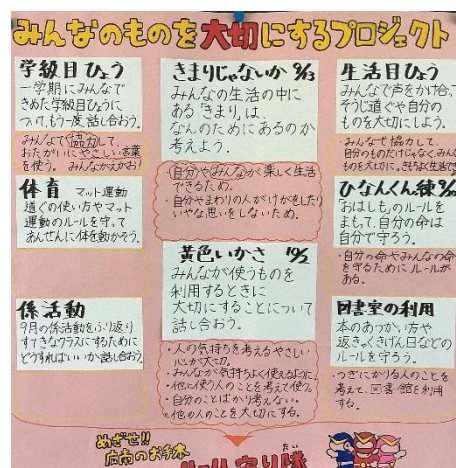 みんなのものを大切にするプロジェクト
学級目ひょう
一学期にみんなで
きめた学級目ひょうに
ついて、もう一度、話し合おう。
みんなで協力して、
おたがいにやさしい言葉
を使う。みんなかえがお!
体育 マット運動
道ぐの使い方やマット
運動のルールを守って
あんぜんに体を動かそう。
係活動
9月の係活動をふり返り
すてきなクラスにするために
どうすればいいか話し合おう。
きまりじゃないか 9/13
みんなの生活の中に
ある「きまり」は、
なんのためにあるのか
考えよう。
・自分やみんなが楽しく生活
できるため。
・自分やまわりの人がけがをしたり
いやな思いをしないため。
黄色いかさ 10/2
みんなが使うものを
利用するときに
大切にすることについて
話し合おう。
・人の気持ちを考えるやさしい
心が大切。
・みんなが気持ちよく使えるように。
・他に使う人のことを考えて使う。
・自分のことばかり考えない。
・他の人のことを大切にする。
生活目ひょう
みんなで声をかけ合
そうじ道ぐや自分の
ものを大切にしよう。
・みんなで協力して、
自分のものだけじゃなく、みん
ものも大切に。
ひなんくん練 9/
「おはしも」のルールを
まもって、自分の命は
自分で守ろう。
・自分の命やみんなの命
を守るためにルールが
ある。
図書室の利用
本のあつかい方や
返きゃくきげん日などの
ルールを守ろう。
・つぎにかりる人のことを
考えて、図書館を利用
する。
めざせ!!
のお手本
ルール守り隊
たい